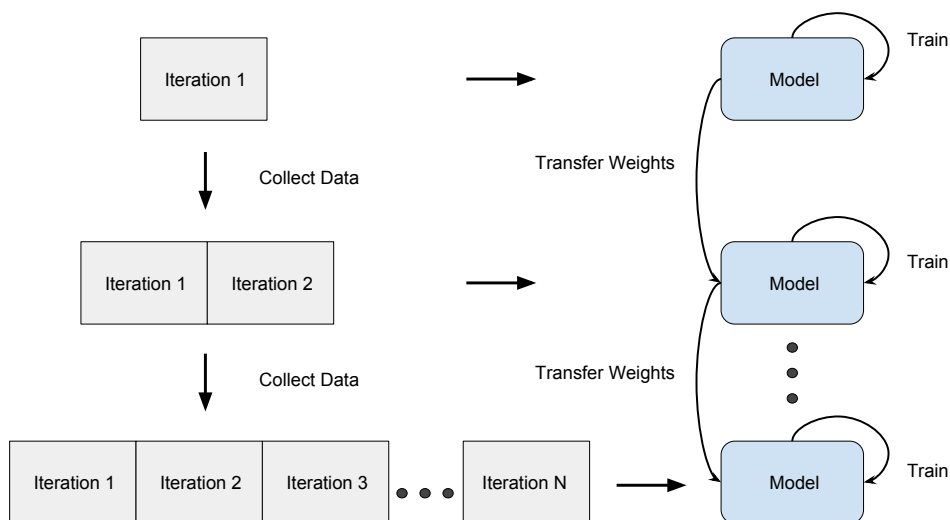 Train
Iteration 1
Model
Collect Data
Transfer Weights
Iteration 1
Iteration 2
Model
Train
Collect Data
Transfer Weights
Iteration 1
Iteration 2
Iteration 3
Iteration N
Model
Train